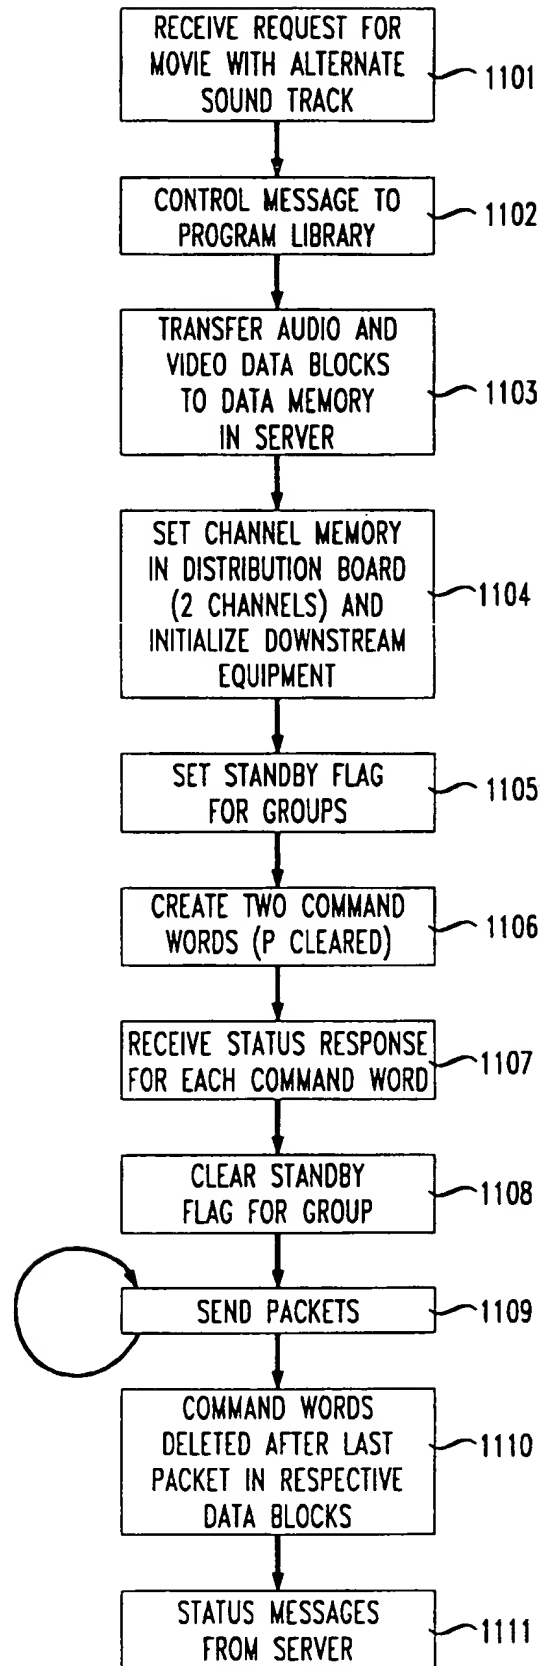 RECEIVE REQUEST FOR
MOVIE WITH ALTERNATE
SOUND TRACK
1101
CONTROL MESSAGE TO
PROGRAM LIBRARY
1102
TRANSFER AUDIO AND
VIDEO DATA BLOCKS
TO DATA MEMORY
IN SERVER
1103
SET CHANNEL MEMORY
IN DISTRIBUTION BOARD
(2 CHANNELS) AND
INITIALIZE DOWNSTREAM
EQUIPMENT
1104
SET STANDBY FLAG
FOR GROUPS
1105
CREATE TWO COMMAND
WORDS (P CLEARED)
1106
RECEIVE STATUS RESPONSE
FOR EACH COMMAND WORD
1107
CLEAR STANDBY
FLAG FOR GROUP
1108
SEND PACKETS
1109
COMMAND WORDS
DELETED AFTER LAST
PACKET IN RESPECTIVE
DATA BLOCKS
1110
STATUS MESSAGES
FROM SERVER
1111